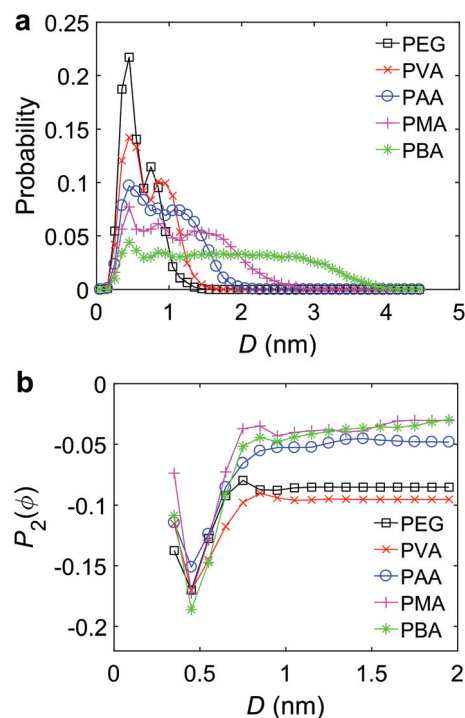 a
0.25
0.2
0.15
0.1
0.05
0
Probability
PEG
PVA
PAA
PMA
PBA
0 1 2 3 4 5
D (nm)
b
0
-0.05
-0.1
-0.15
-0.2
P₂(ϕ)
PEG
PVA
PAA
PMA
PBA
0 0.5 1 1.5 2
D (nm)